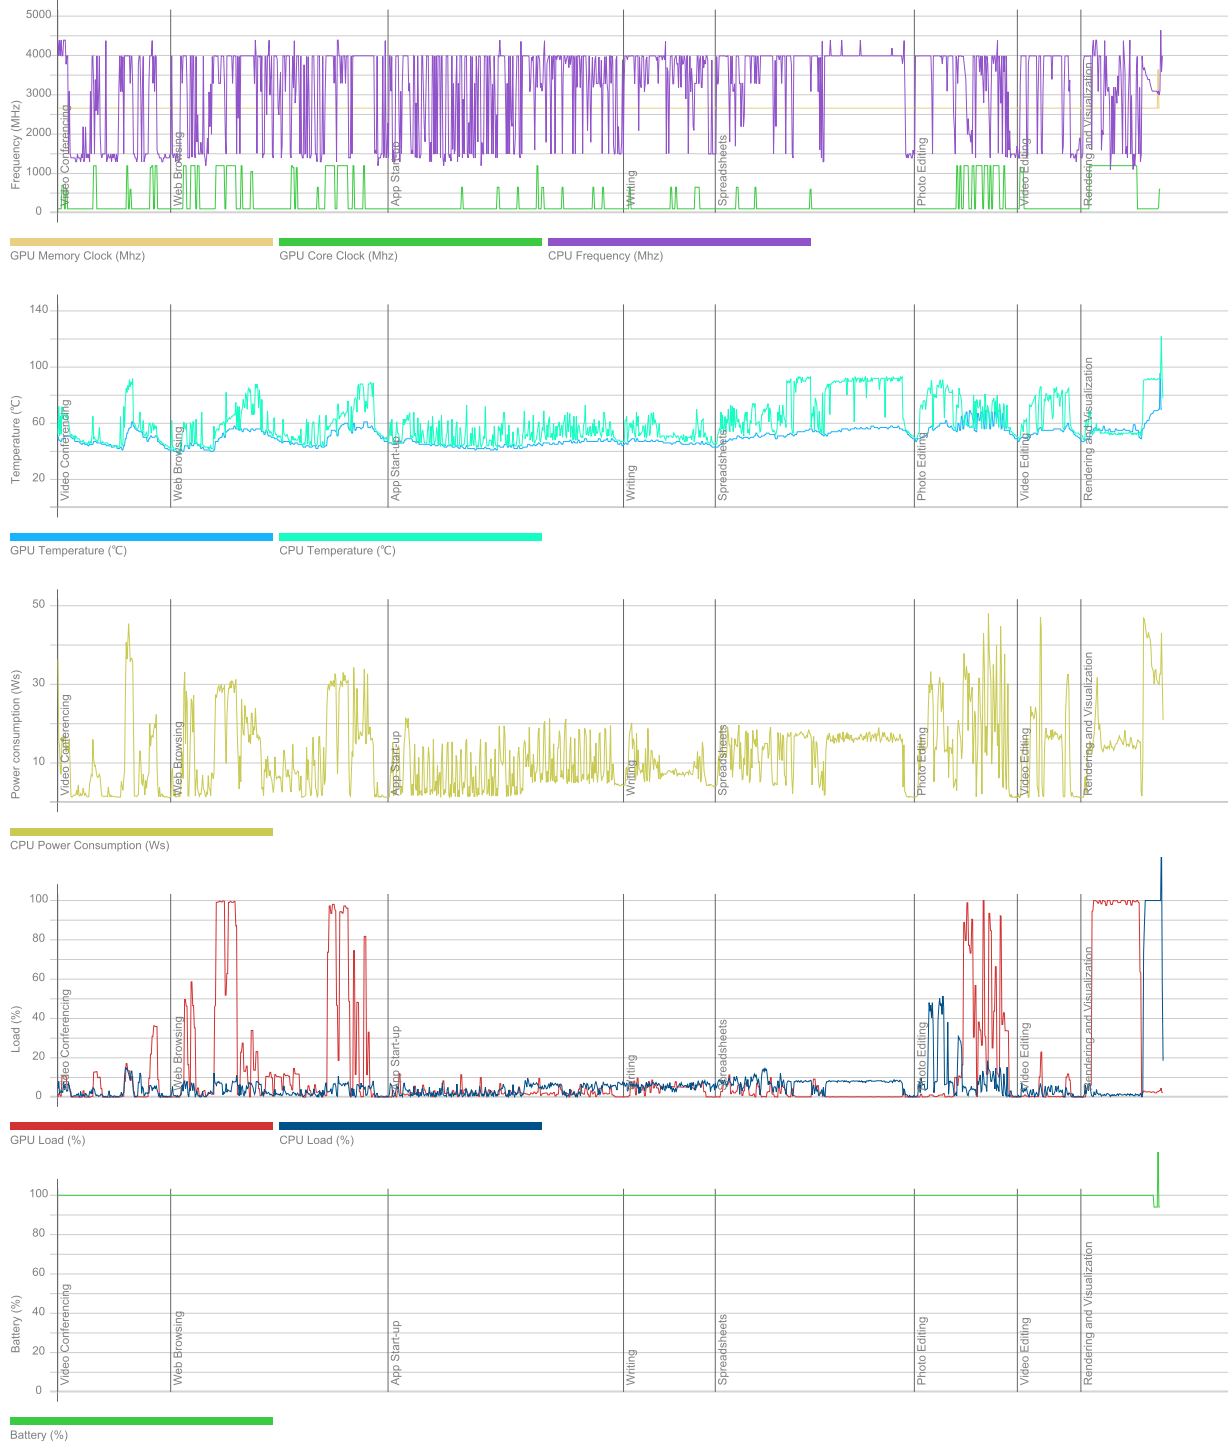 5000
4000
3000
2000
1000
0
Frequency (MHz)
Video Conferencing
Web Browsing
App Start-up
Writing
Spreadsheets
Photo Editing
Video Editing
Rendering and Visualization
GPU Memory Clock (Mhz)
GPU Core Clock (Mhz)
CPU Frequency (Mhz)
140
100
60
20
Temperature (℃)
Video Conferencing
Web Browsing
App Start-up
Writing
Spreadsheets
Photo Editing
Video Editing
Rendering and Visualization
GPU Temperature (℃)
CPU Temperature (℃)
50
30
10
Power consumption (Ws)
Video Conferencing
Web Browsing
App Start-up
Writing
Spreadsheets
Photo Editing
Video Editing
Rendering and Visualization
CPU Power Consumption (Ws)
100
80
60
40
20
0
Load (%)
Video Conferencing
Web Browsing
App Start-up
Writing
Spreadsheets
Photo Editing
Video Editing
Rendering and Visualization
GPU Load (%)
CPU Load (%)
100
80
60
40
20
0
Battery (%)
Video Conferencing
Web Browsing
App Start-up
Writing
Spreadsheets
Photo Editing
Video Editing
Rendering and Visualization
Battery (%)